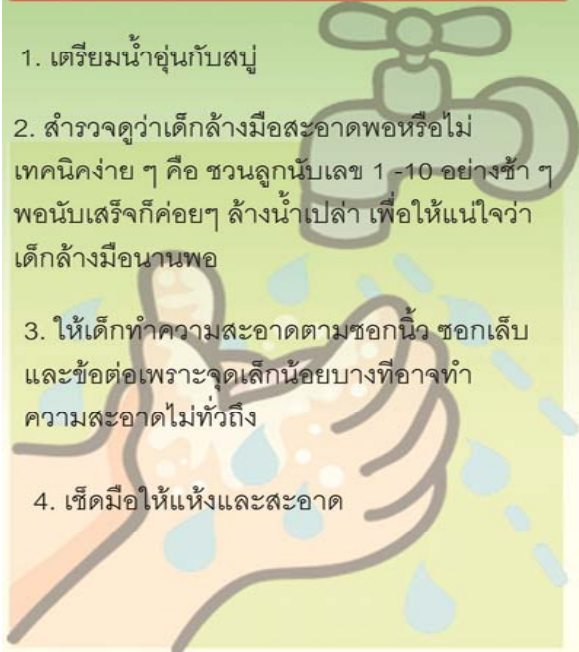 1. เตรียมน้ำอุ่นกับสบู่
2. สำรวจดูว่าเด็กล้างมือสะอาดพอหรือไม่
เทคนิคง่าย ๆ คือ ชวนลูกนับเลข 1 -10 อย่างช้า ๆ
พอนับเสร็จก็ค่อยๆ ล้างน้ำเปล่า เพื่อให้แน่ใจว่า
เด็กล้างมือนานพอ
3. ให้เด็กทำความสะอาดตามซอกนิ้ว ซอกเล็บ
และข้อต่อเพราะจุดเล็กน้อยบางทีอาจทำ
ความสะอาดไม่ทั่วถึง
4. เช็ดมือให้แห้งและสะอาด